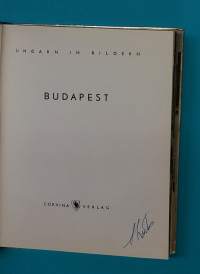 UNGARN IN BILDERN
BUDAPEST
CORVINA VERLAG